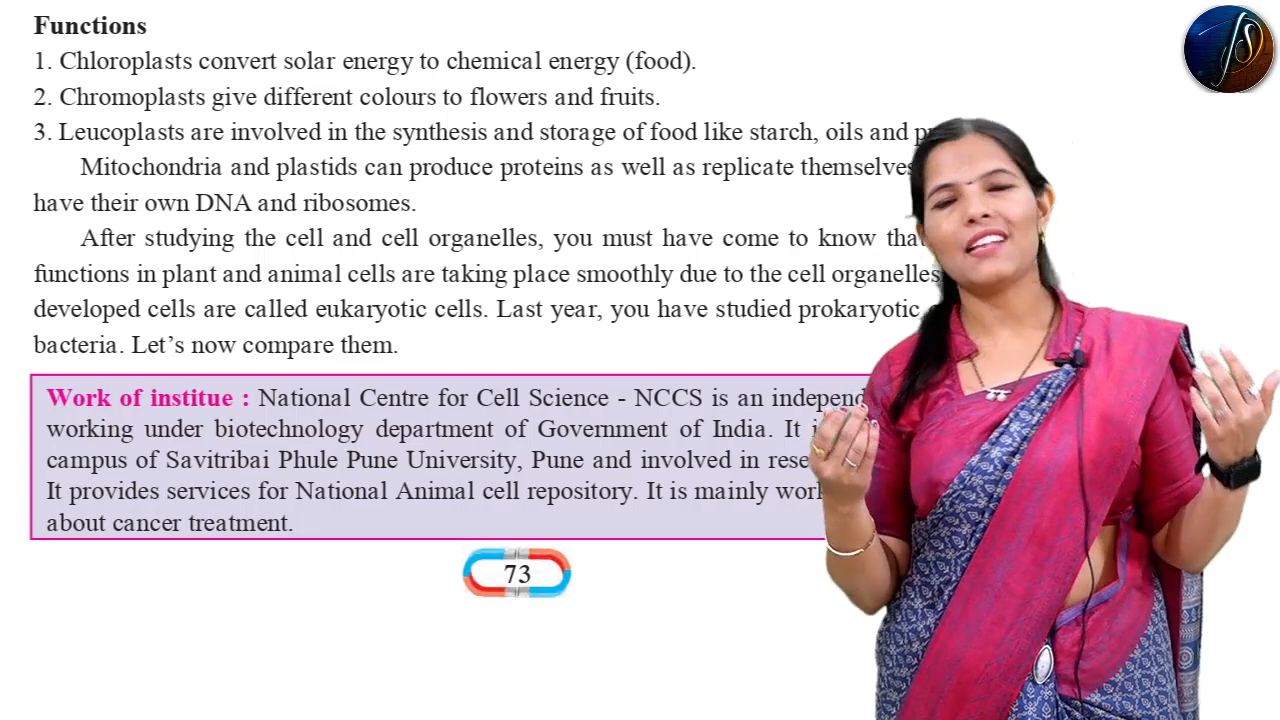 Functions
1. Chloroplasts convert solar energy to chemical energy (food).
2. Chromoplasts give different colours to flowers and fruits.
3. Leucoplasts are involved in the synthesis and storage of food like starch, oils and
Mitochondria and plastids can produce proteins as well as replicate themselves
have their own DNA and ribosomes.
After studying the cell and cell organelles, you must have come to know that
functions in plant and animal cells are taking place smoothly due to the cell organelles
developed cells are called eukaryotic cells. Last year, you have studied prokaryotic
bacteria. Let's now compare them.
Work of institue : National Centre for Cell Science - NCCS is an
working under biotechnology department of Government of India. It
campus of Savitribai Phule Pune University, Pune and involved in
It provides services for National Animal cell repository. It is mainly
about cancer treatment.
73